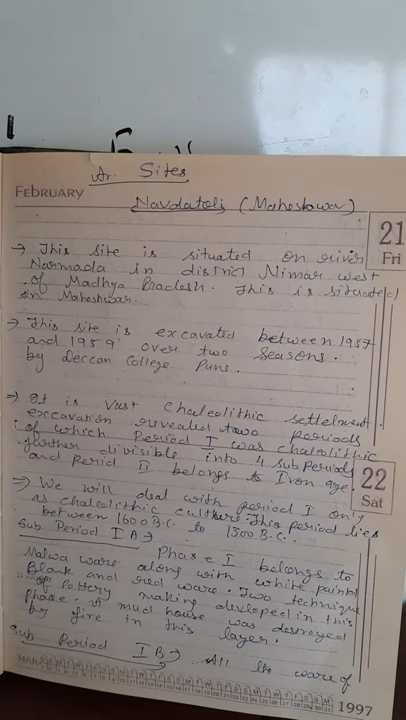 Ar. Sites
FEBRUARY
Navdatoli (Maheshwar)
21
Fri
→ This site is situated on river
Narmada in district Nimar west
of Madhya Pradesh. This is situated
on Maheshwar.
→ This site is excavated between 1957
and 1959 over two seasons.
by Deccan College Pune.
→ It is vast chalcolithic settelment.
excavation revealed two periods
of which Period I was chalcolithic
further divisible into 4 sub periods
and period II belongs to Iron age.
22
Sat
→ We will deal with period I only
as chalcolithic culture. This period lies
between 1600 B.C. to 1300 B.C..
Sub Period I A→
Phase I belongs to
Malwa ware along with white paint
Black and red ware. Two technique
of Pottery making devloped in this
phase. A mud house was destroyed
by fire in this layer.
Sub Period I B→ All the ware of
MAR
1997